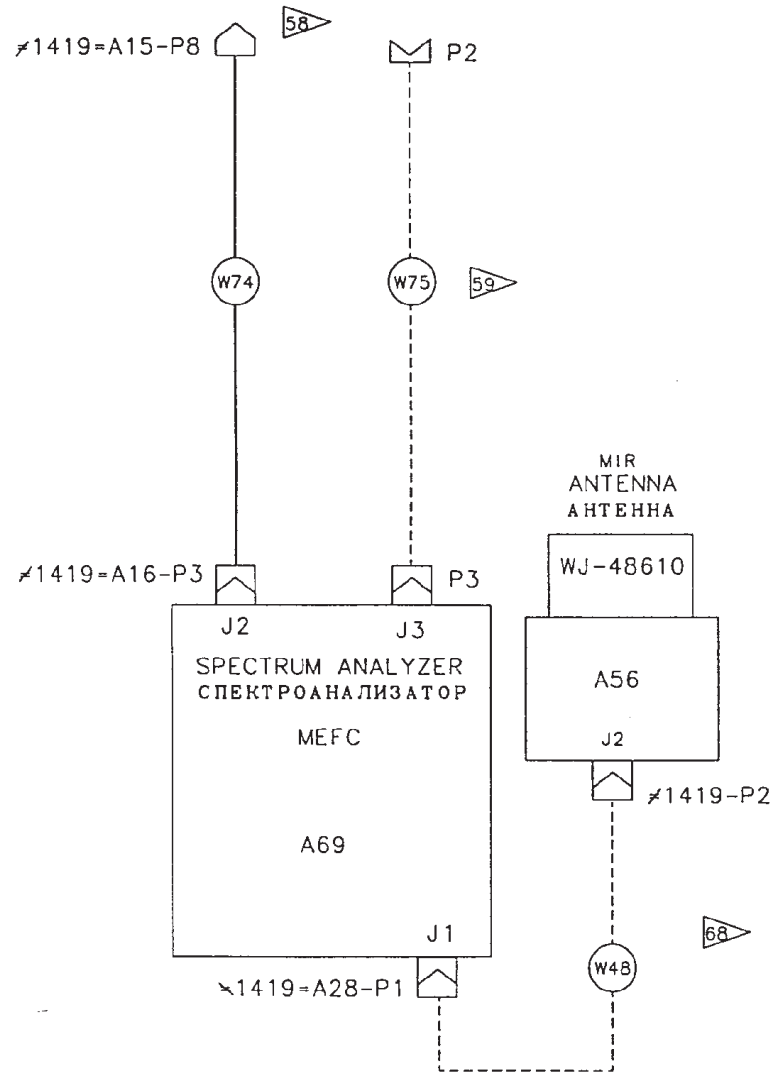 58
≠1419=A15-P8
P2
W74
W75
59
MIR
ANTENNA
АНТЕННА
≠1419=A16-P3
P3
WJ-48610
J2
J3
SPECTRUM ANALYZER
СПЕКТРОАНАЛИЗАТОР
MEFC
A69
J1
A56
J2
≠1419-P2
68
W48
≠1419=A28-P1